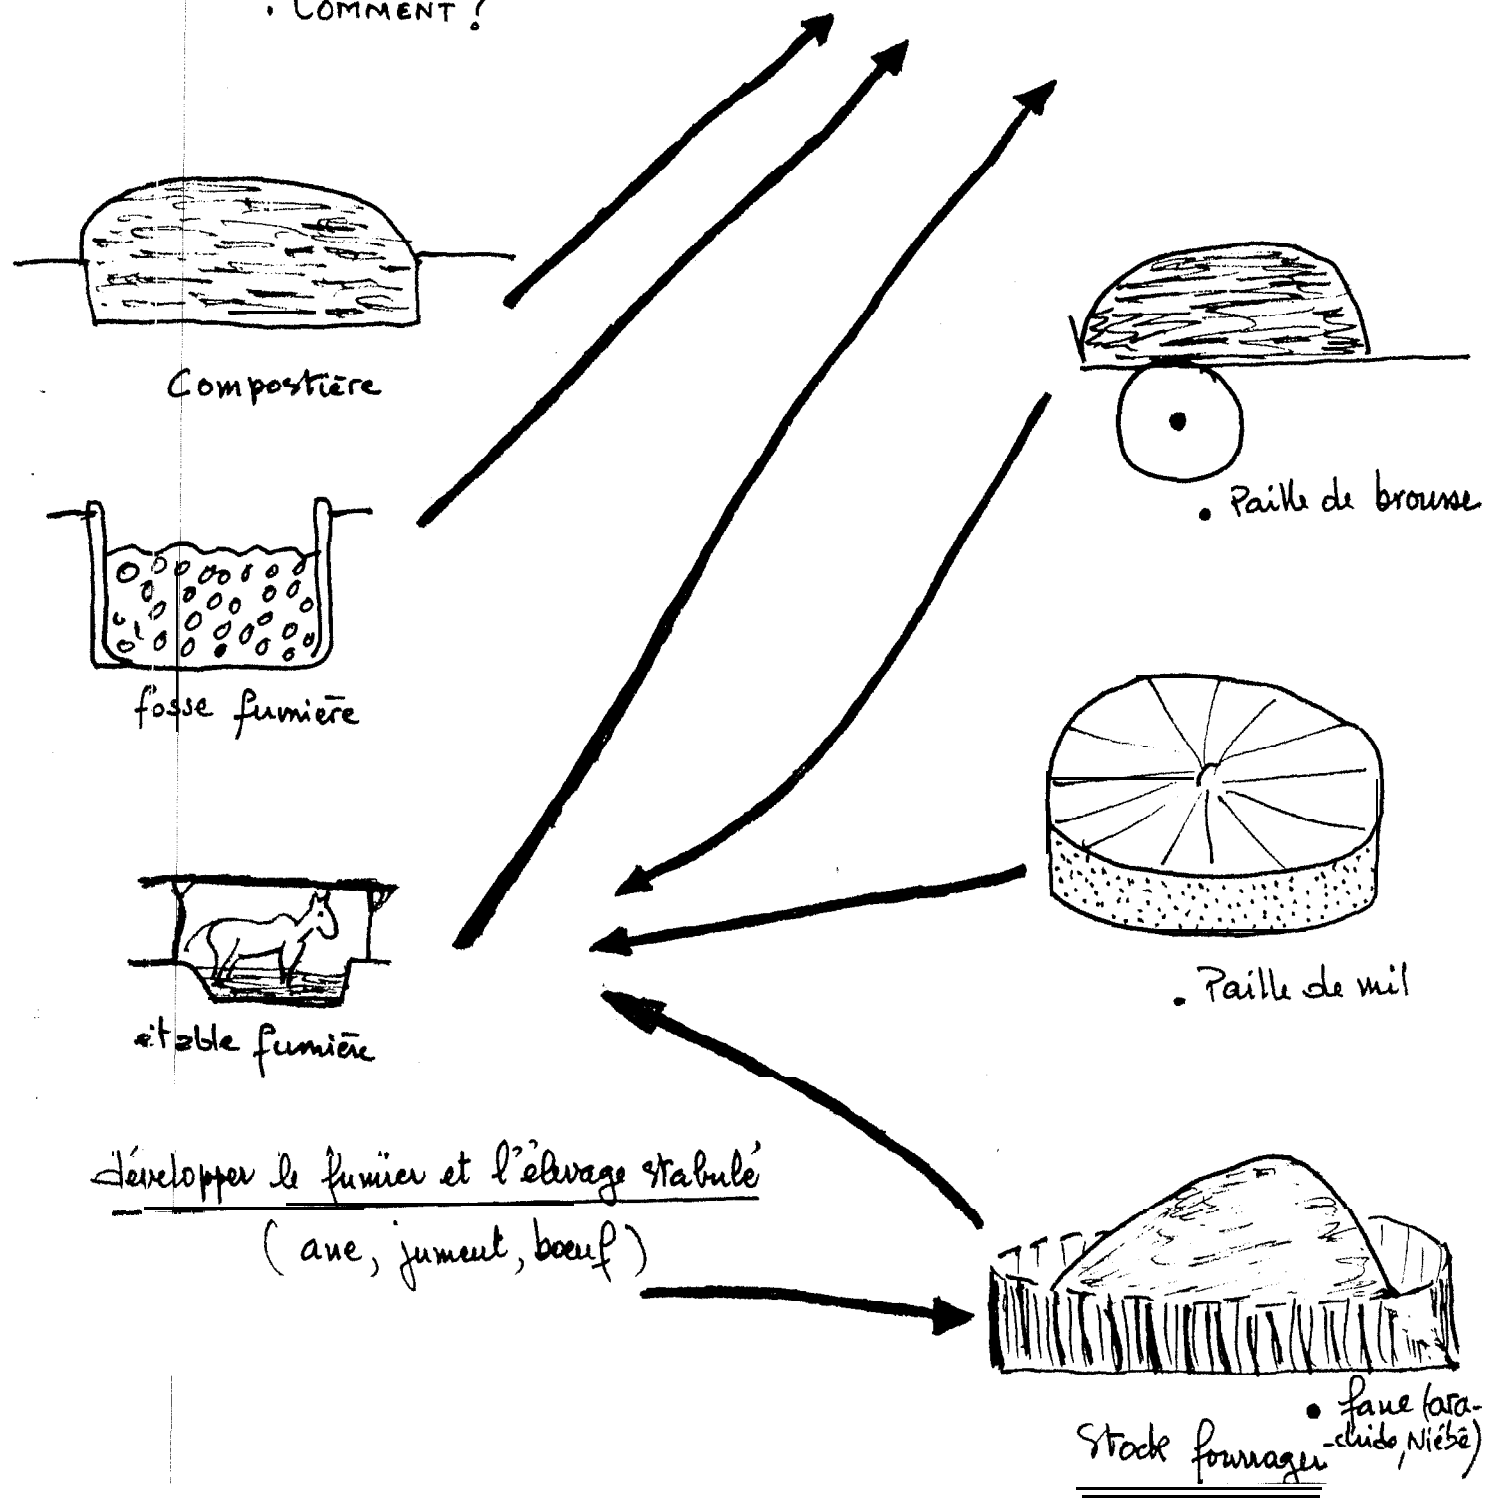 • COMMENT ?
Compostière
• Paille de brousse
fosse fumière
• Paille de mil
étable fumière
développer le fumier et l'élevage stabulé
(ane, jument, bœuf)
• fane (ara-
-chide, Niébé)
Stock fourrager